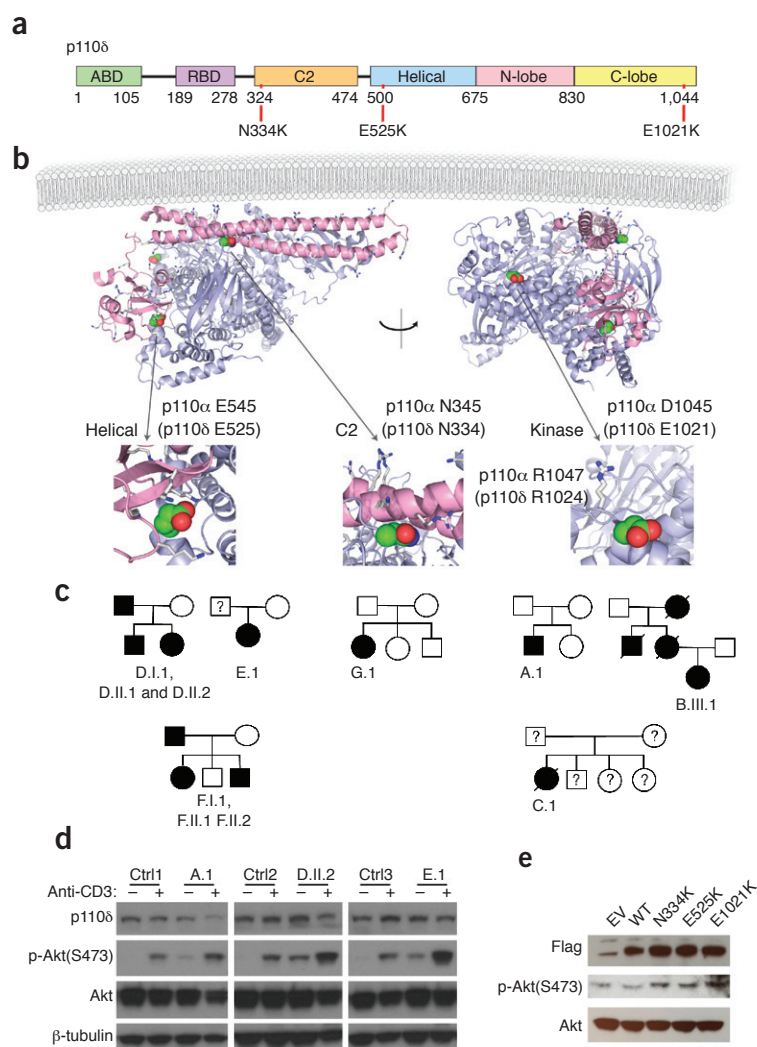 a
p110δ
ABD RBD C2 Helical N-lobe C-lobe
1 105 189 278 324 474 500 675 830 1,044
N334K E525K E1021K
b
Helical
p110α E545
(p110δ E525)
C2
p110α N345
(p110δ N334)
Kinase
p110α D1045
(p110δ E1021)
p110α R1047
(p110δ R1024)
c
?
D.I.1,
D.II.1 and D.II.2
E.1
G.1
A.1
B.III.1
F.I.1,
F.II.1 F.II.2
? ?
? ? ?
C.1
d
Ctrl1 A.1 Ctrl2 D.II.2 Ctrl3 E.1
Anti-CD3: – + – + – + – + – + – +
p110δ
p-Akt(S473)
Akt
β-tubulin
e
EV WT N334K E525K E1021K
Flag
p-Akt(S473)
Akt